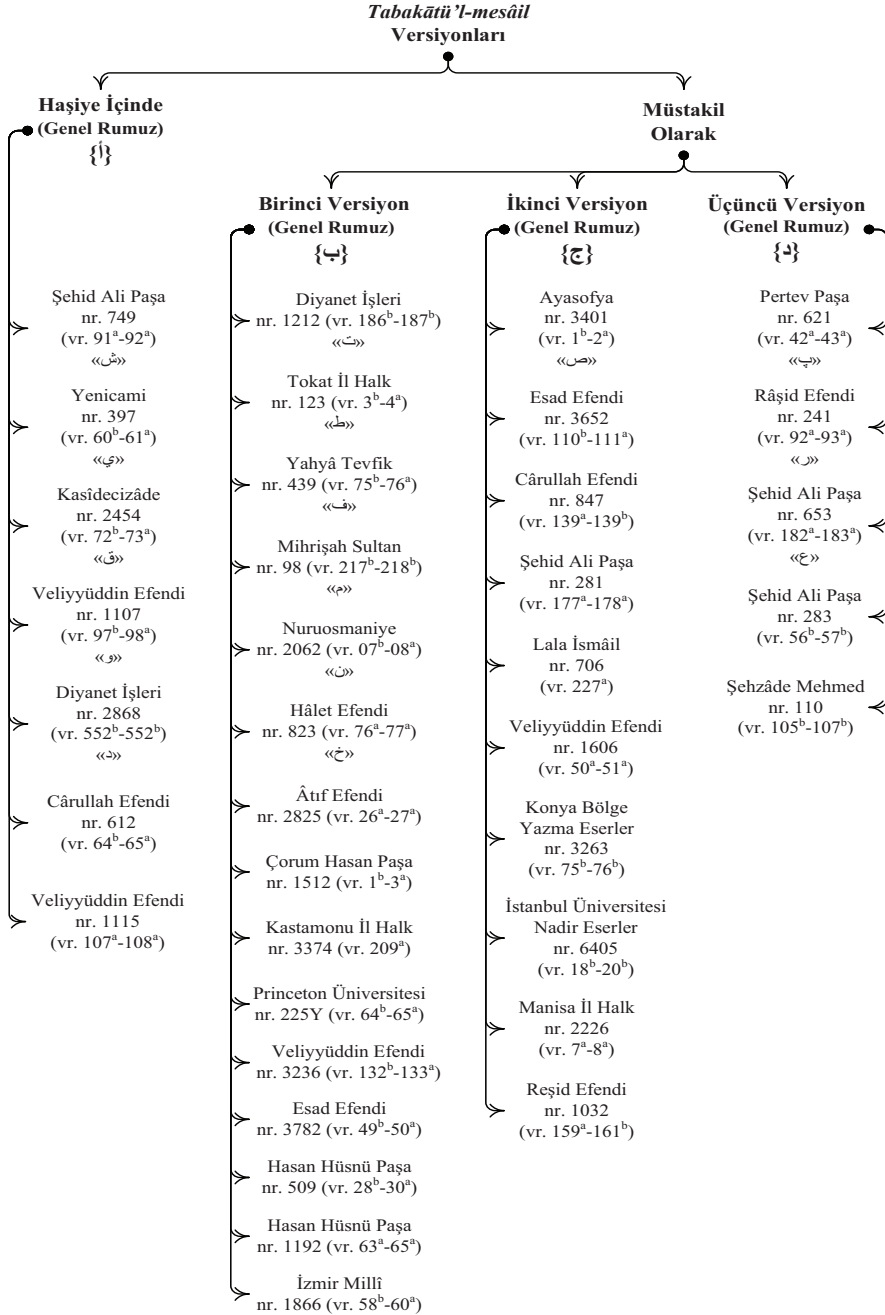 Tabakātü’l-mesâil
Versiyonları
Haşiye İçinde
(Genel Rumuz)
{أ}
Şehid Ali Paşa
nr. 749
(vr. 91ᵃ-92ᵃ)
«ش»
Yenicami
nr. 397
(vr. 60ᵇ-61ᵃ)
«ي»
Kasîdecizâde
nr. 2454
(vr. 72ᵇ-73ᵃ)
«ق»
Veliyyüddin Efendi
nr. 1107
(vr. 97ᵇ-98ᵃ)
«و»
Diyanet İşleri
nr. 2868
(vr. 552ᵇ-552ᵇ)
«د»
Cârullah Efendi
nr. 612
(vr. 64ᵇ-65ᵃ)
Veliyyüddin Efendi
nr. 1115
(vr. 107ᵃ-108ᵃ)
Müstakil
Olarak
Birinci Versiyon
(Genel Rumuz)
{ب}
Diyanet İşleri
nr. 1212 (vr. 186ᵇ-187ᵇ)
«ت»
Tokat İl Halk
nr. 123 (vr. 3ᵇ-4ᵃ)
«ط»
Yahyâ Tevfik
nr. 439 (vr. 75ᵇ-76ᵃ)
«ف»
Mihrişah Sultan
nr. 98 (vr. 217ᵇ-218ᵇ)
«م»
Nuruosmaniye
nr. 2062 (vr. 07ᵇ-08ᵃ)
«ن»
Hâlet Efendi
nr. 823 (vr. 76ᵃ-77ᵃ)
«خ»
Âtıf Efendi
nr. 2825 (vr. 26ᵃ-27ᵃ)
Çorum Hasan Paşa
nr. 1512 (vr. 1ᵇ-3ᵃ)
Kastamonu İl Halk
nr. 3374 (vr. 209ᵃ)
Princeton Üniversitesi
nr. 225Y (vr. 64ᵇ-65ᵃ)
Veliyyüddin Efendi
nr. 3236 (vr. 132ᵇ-133ᵃ)
Esad Efendi
nr. 3782 (vr. 49ᵇ-50ᵃ)
Hasan Hüsnü Paşa
nr. 509 (vr. 28ᵇ-30ᵃ)
Hasan Hüsnü Paşa
nr. 1192 (vr. 63ᵃ-65ᵃ)
İzmir Millî
nr. 1866 (vr. 58ᵇ-60ᵃ)
İkinci Versiyon
(Genel Rumuz)
{ج}
Ayasofya
nr. 3401
(vr. 1ᵇ-2ᵃ)
«ص»
Esad Efendi
nr. 3652
(vr. 110ᵇ-111ᵃ)
Cârullah Efendi
nr. 847
(vr. 139ᵃ-139ᵇ)
Şehid Ali Paşa
nr. 281
(vr. 177ᵃ-178ᵃ)
Lala İsmâil
nr. 706
(vr. 227ᵃ)
Veliyyüddin Efendi
nr. 1606
(vr. 50ᵃ-51ᵃ)
Konya Bölge
Yazma Eserler
nr. 3263
(vr. 75ᵇ-76ᵇ)
İstanbul Üniversitesi
Nadir Eserler
nr. 6405
(vr. 18ᵇ-20ᵇ)
Manisa İl Halk
nr. 2226
(vr. 7ᵃ-8ᵃ)
Reşid Efendi
nr. 1032
(vr. 159ᵃ-161ᵇ)
Üçüncü Versiyon
(Genel Rumuz)
{د}
Pertev Paşa
nr. 621
(vr. 42ᵃ-43ᵃ)
«پ»
Râşid Efendi
nr. 241
(vr. 92ᵃ-93ᵃ)
«ر»
Şehid Ali Paşa
nr. 653
(vr. 182ᵃ-183ᵃ)
«ع»
Şehid Ali Paşa
nr. 283
(vr. 56ᵇ-57ᵇ)
Şehzâde Mehmed
nr. 110
(vr. 105ᵇ-107ᵇ)